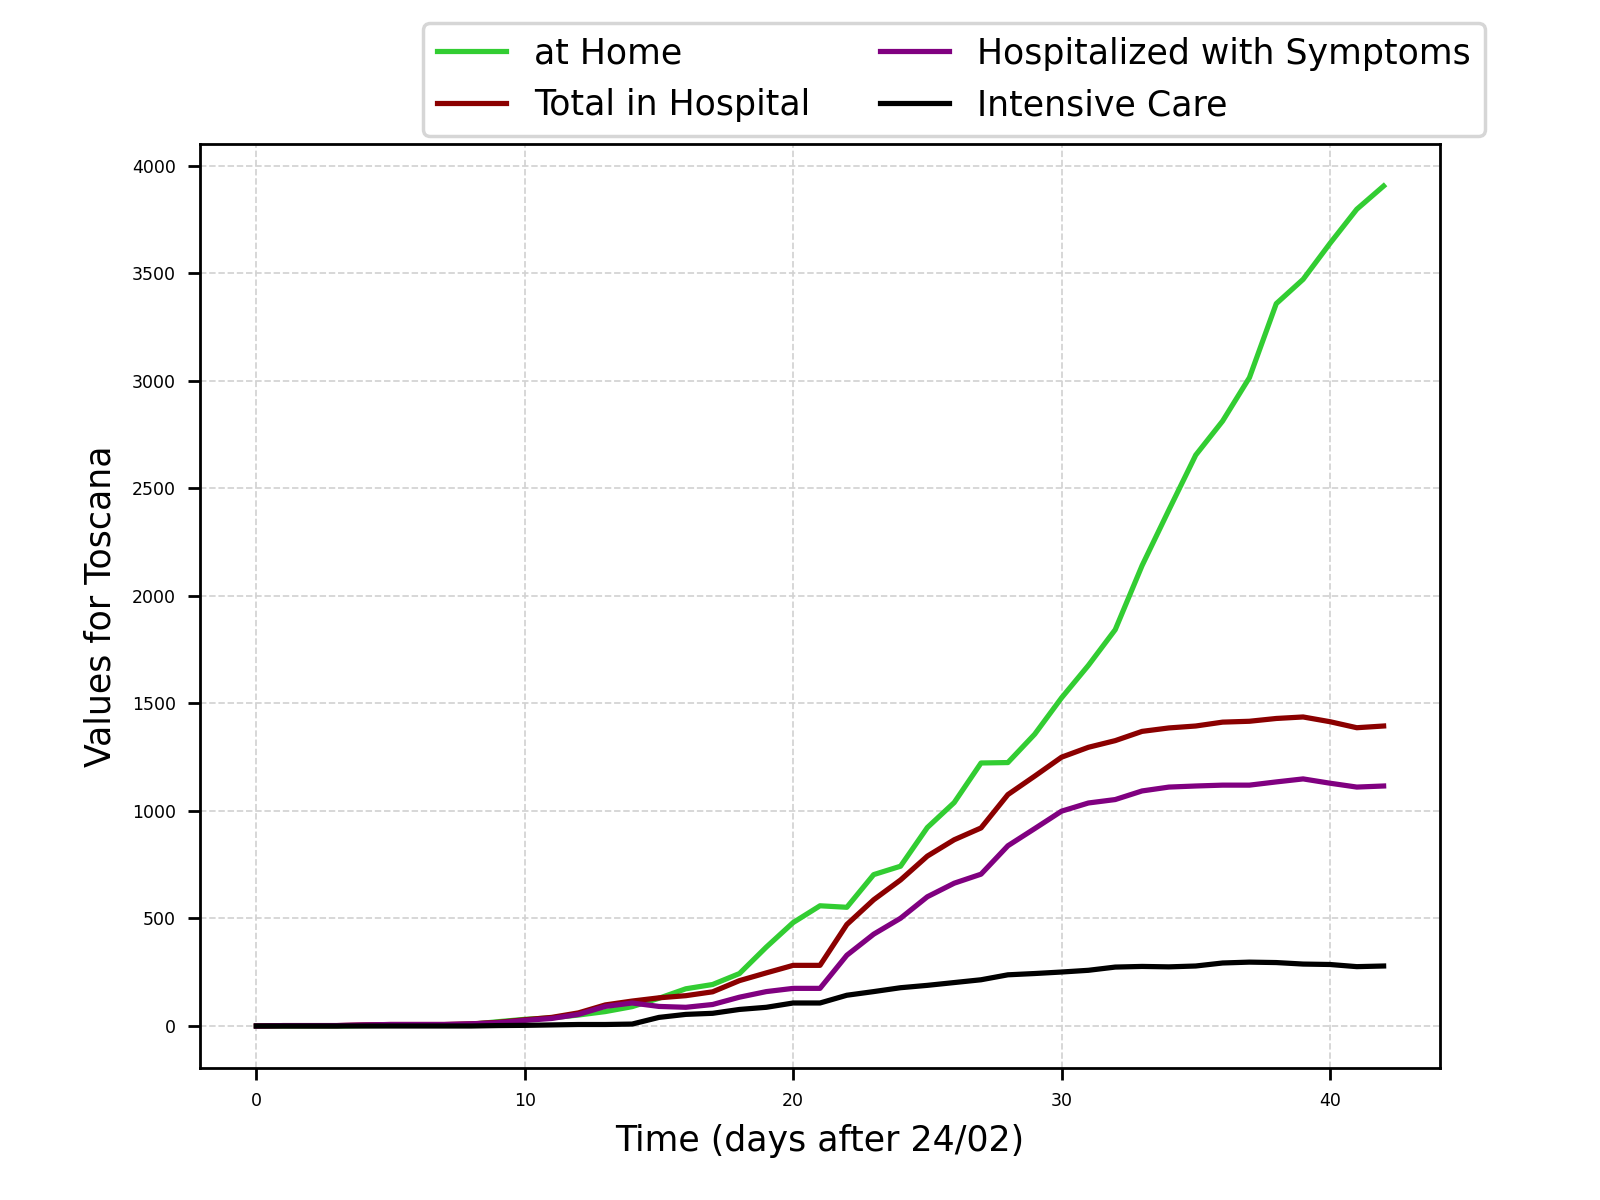 at Home
Total in Hospital
Hospitalized with Symptoms
Intensive Care
4000
3500
3000
2500
2000
1500
1000
500
0
Values for Toscana
0 10 20 30 40
Time (days after 24/02)